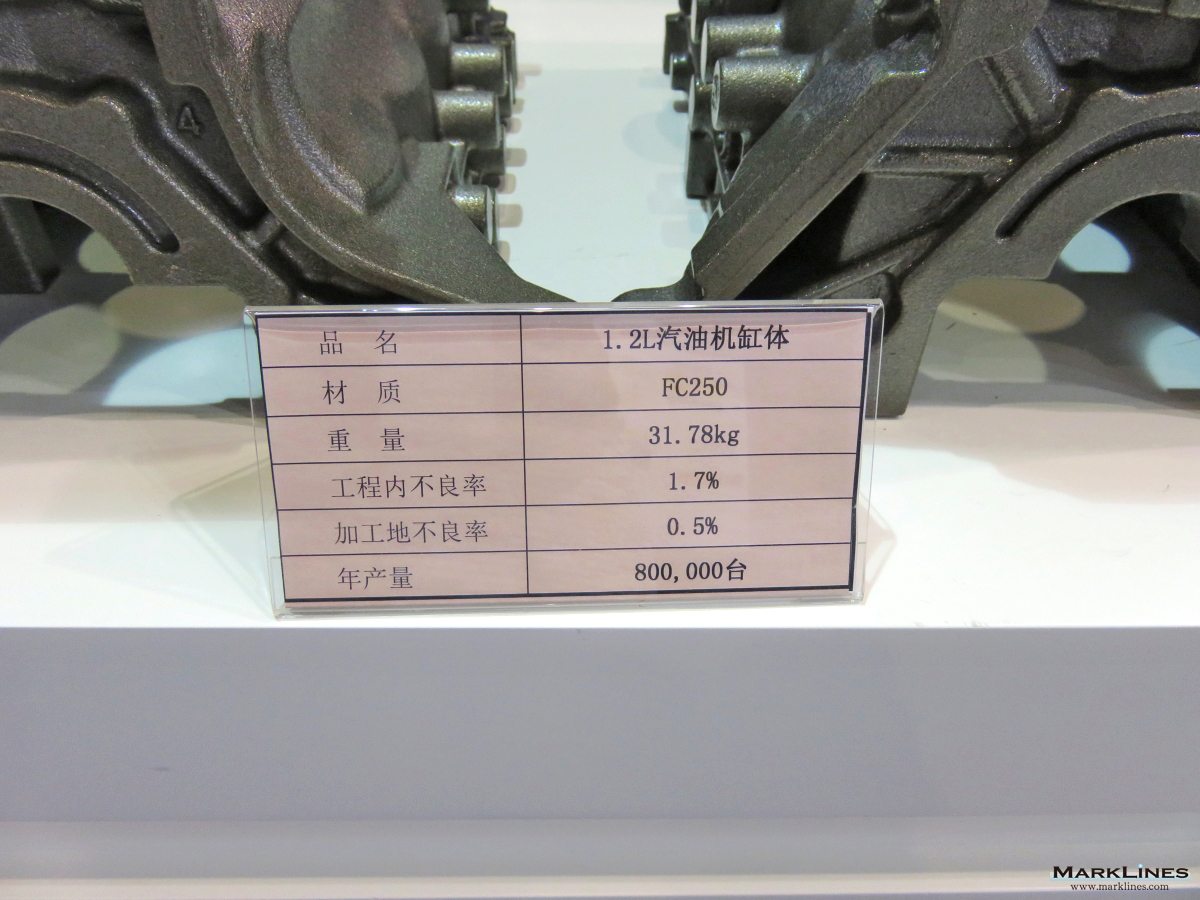 4
品 名 1.2L汽油机缸体
材 质 FC250
重 量 31.78kg
工程内不良率 1.7%
加工地不良率 0.5%
年产量 800,000台
MARKLINES
www.marklines.com